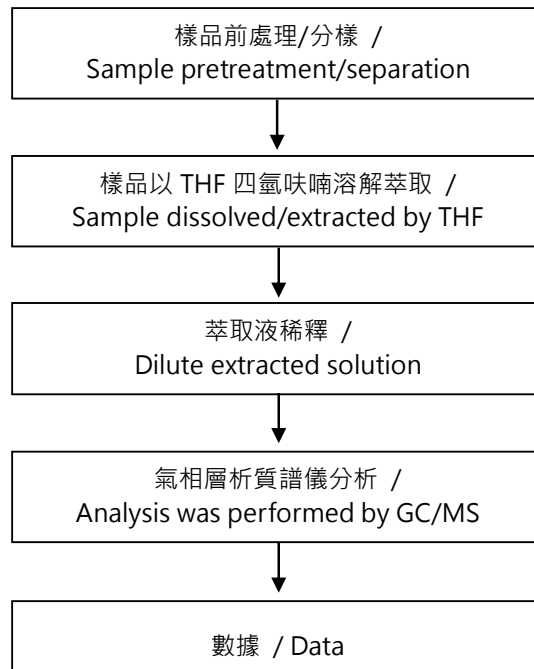 樣品前處理/分樣 /
Sample pretreatment/separation
樣品以 THF 四氫呋喃溶解萃取 /
Sample dissolved/extracted by THF
萃取液稀釋 /
Dilute extracted solution
氣相層析質譜儀分析 /
Analysis was performed by GC/MS
數據 / Data